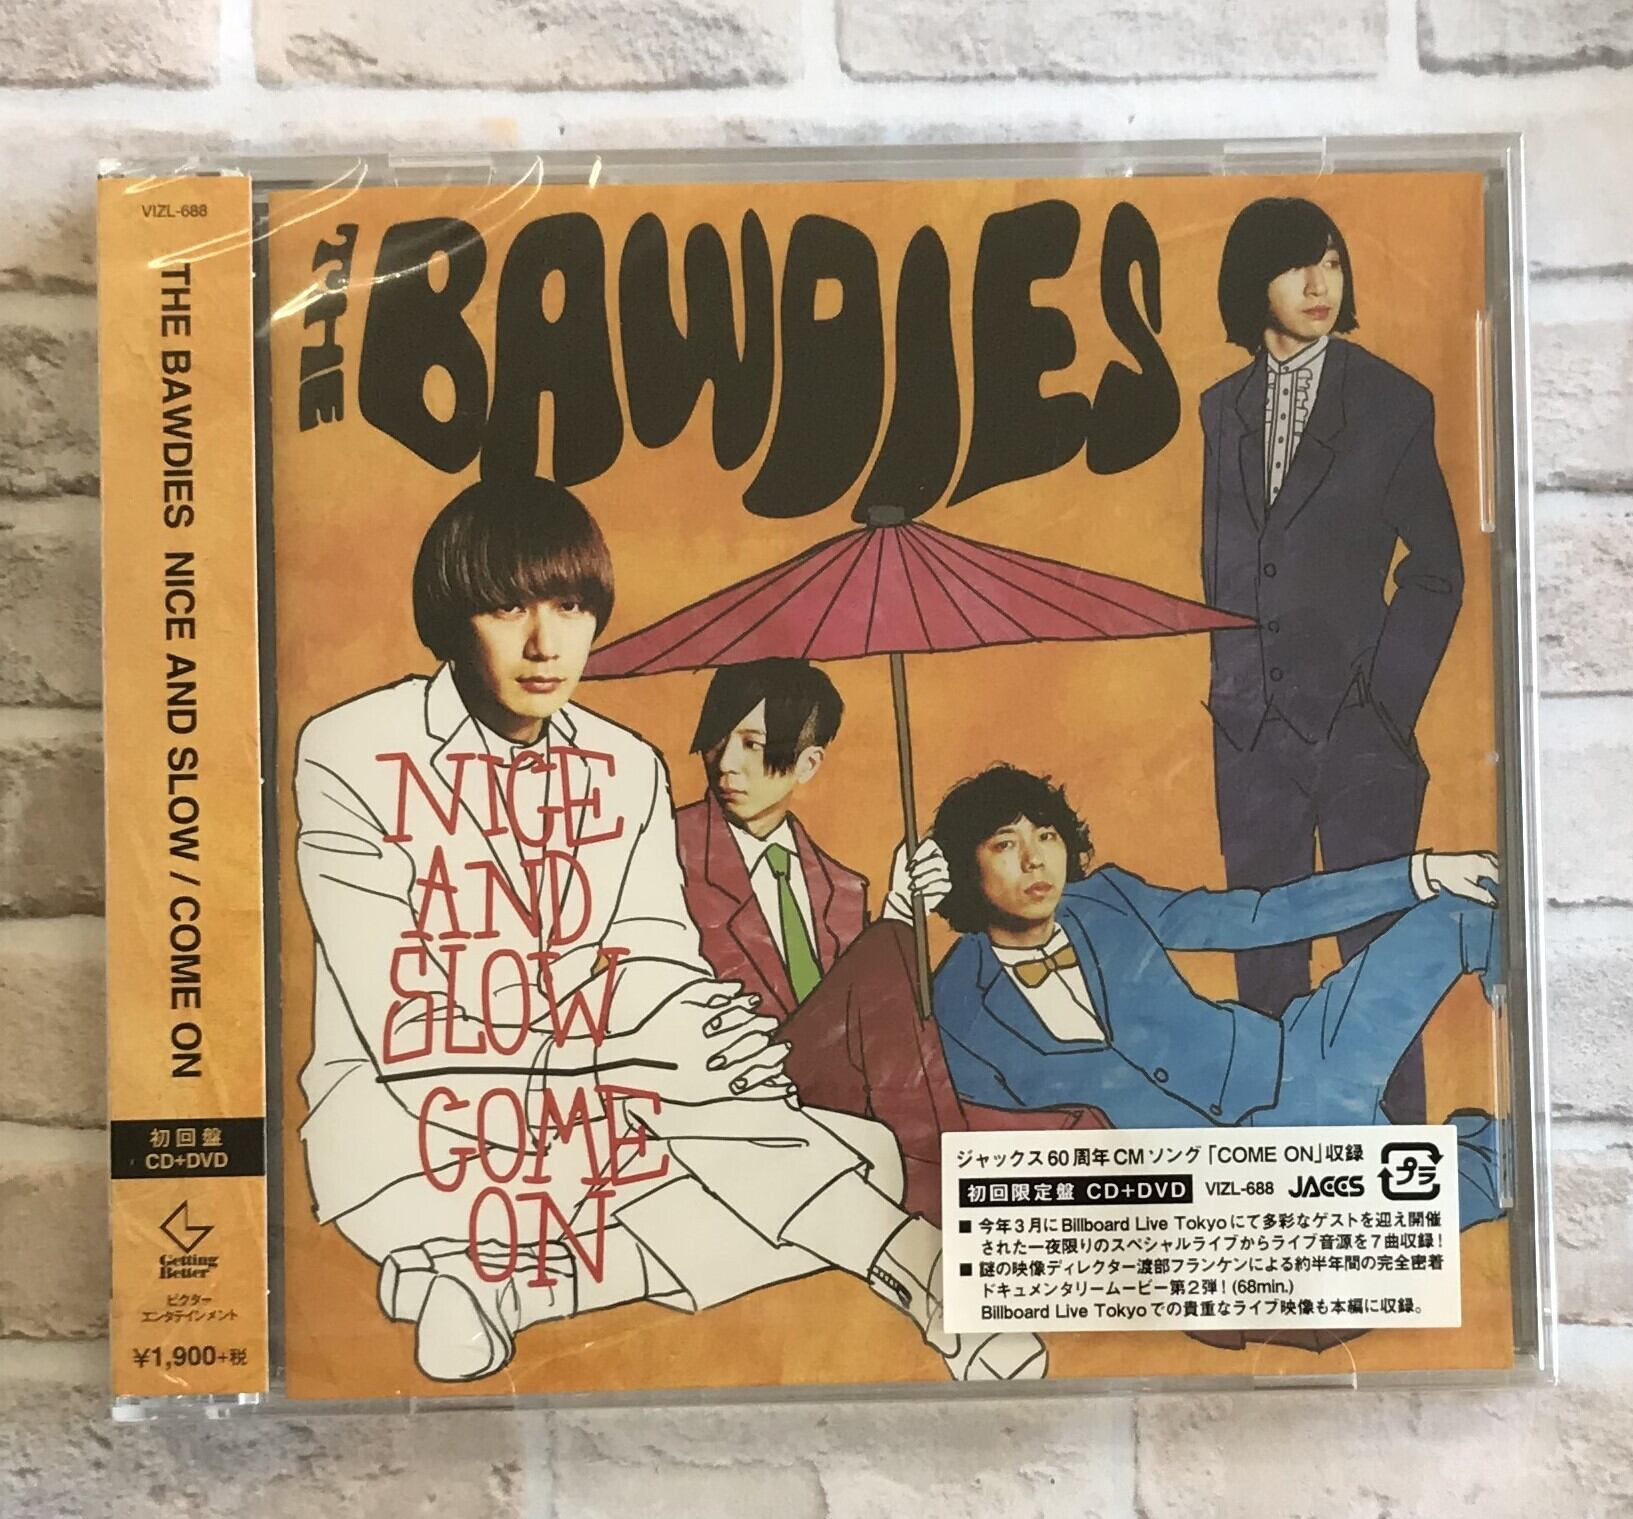 VIZL-688
THE BAWDIES NICE AND SLOW / COME ON
初回盤
CD+DVD
Getting
Better
ビクター
エンタテインメント
¥1,900+税
THE
BAWDIES
NICE
AND
SLOW
COME
ON
ジャックス60周年CMソング「COME ON」収録
初回限定盤 CD+DVD VIZL-688 JACCS
プラ
■ 今年3月にBillboard Live Tokyoにて多彩なゲストを迎え開催
された一夜限りのスペシャルライブからライブ音源を7曲収録!
■ 謎の映像ディレクター渡部フランケンによる約半年間の完全密着
ドキュメンタリームービー第2弾!(68min.)
Billboard Live Tokyoでの貴重なライブ映像も本編に収録。